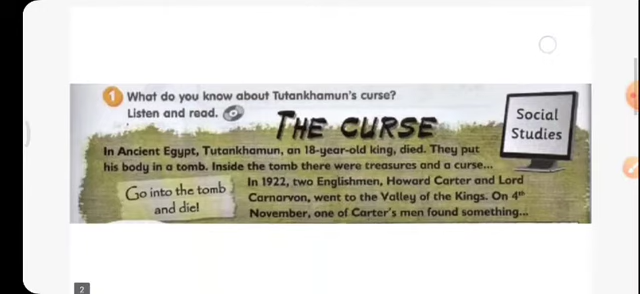 1 What do you know about Tutankhamun's curse?
Listen and read.
THE CURSE
Social
Studies
In Ancient Egypt, Tutankhamun, an 18-year-old king, died. They put
his body in a tomb. Inside the tomb there were treasures and a curse...
Go into the tomb
and die!
In 1922, two Englishmen, Howard Carter and Lord
Carnarvon, went to the Valley of the Kings. On 4th
November, one of Carter's men found something...
2